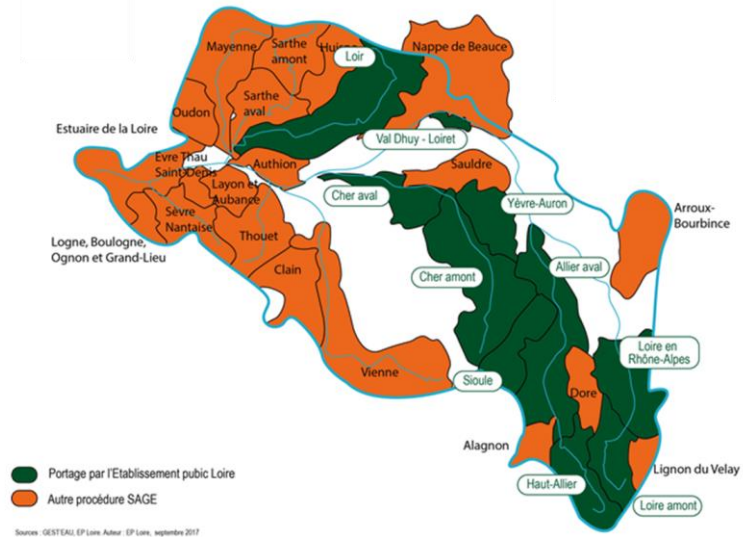 Mayenne
Sarthe
amont
Huisne
Loir
Nappe de Beauce
Oudon
Sarthe
aval
Estuaire de la Loire
Val Dhuy - Loiret
Evre Thau
Saint-Denis
Authion
Sauldre
Layon et
Aubance
Cher aval
Yèvre-Auron
Arroux-
Bourbince
Sèvre
Nantaise
Thouet
Logne, Boulogne,
Ognon et Grand-Lieu
Clain
Cher amont
Allier aval
Loire en
Rhône-Alpes
Vienne
Sioule
Dore
Alagnon
Portage par l'Etablissement pubic Loire
Lignon du Velay
Haut-Allier
Autre procédure SAGE
Loire amont
Sources : GEST'EAU, EP Loire. Auteur : EP Loire, septembre 2017